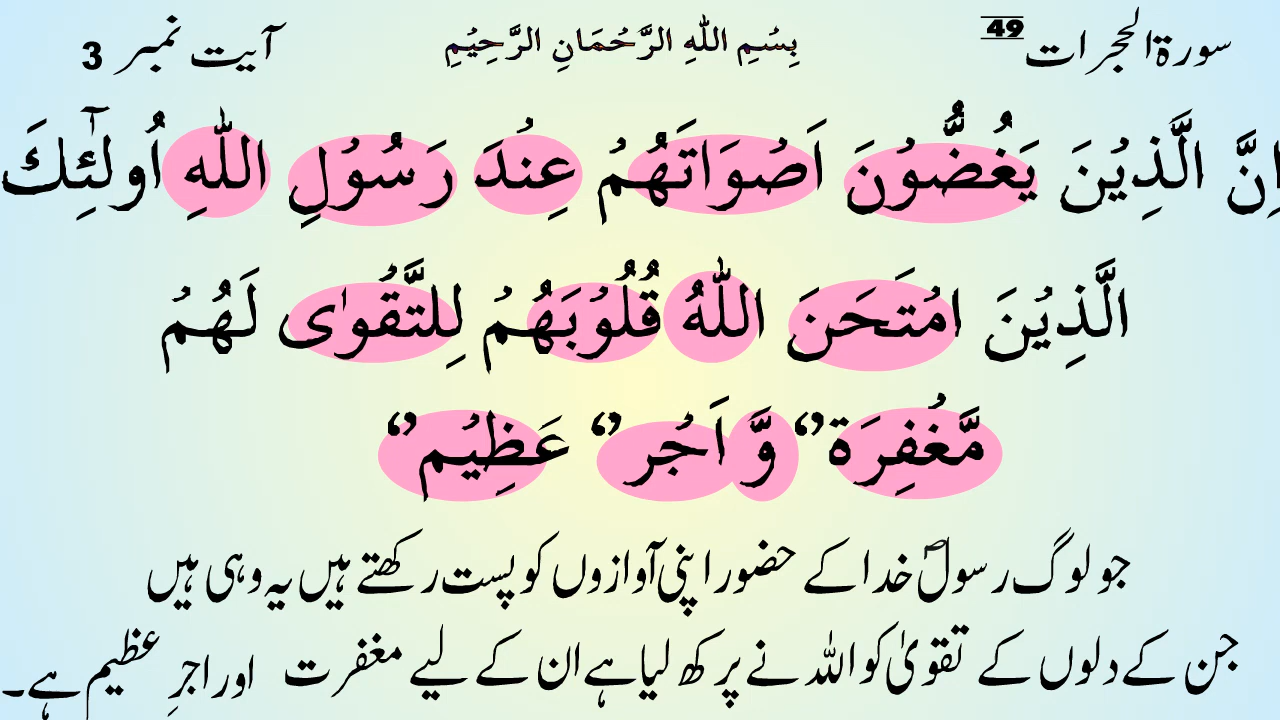 سورۃالحجرات 49 بِسْمِ اللّٰهِ الرَّحْمَانِ الرَّحِيْمِ آیت نمبر 3
اِنَّ الَّذِيْنَ يَغُضُّوْنَ اَصْوَاتَهُمْ عِنْدَ رَسُوْلِ اللّٰهِ اُولٰٓئِكَ
الَّذِيْنَ امْتَحَنَ اللّٰهُ قُلُوْبَهُمْ لِلتَّقْوٰى لَهُمْ
مَّغْفِرَة ٌ وَّ اَجْر ٌ عَظِيْم ٌ
جو لوگ رسولؐ خدا کے حضور اپنی آوازوں کو پست رکھتے ہیں یہ وہی ہیں
جن کے دلوں کے تقویٰ کو اللہ نے پرکھ لیا ہے ان کے لیے مغفرت اور اجرِ عظیم ہے۔